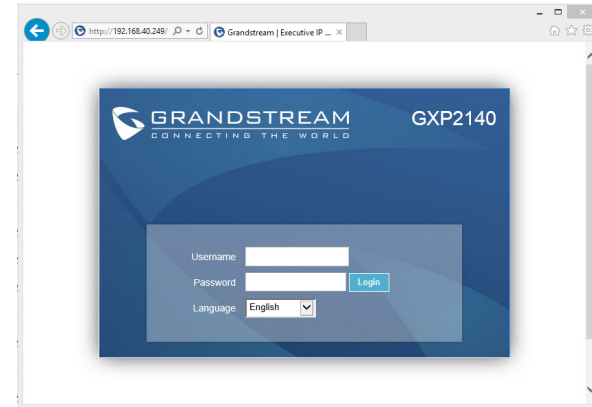 http://192.168.40.249/
Grandstream | Executive IP ...
GRANDSTREAM
CONNECTING THE WORLD
GXP2140
Username
Password
Login
Language
English